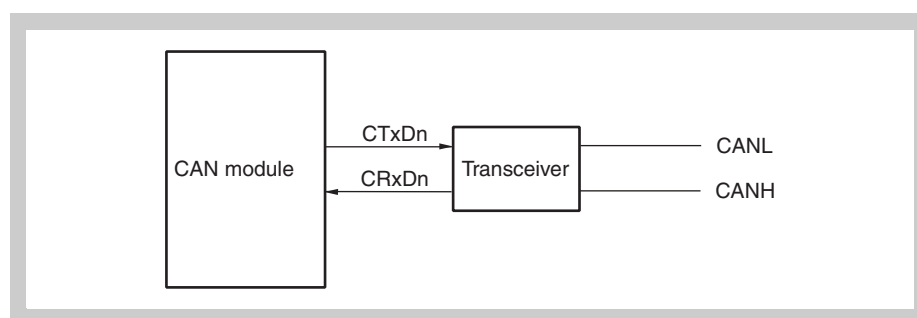 CAN module
CTxDn
CRxDn
Transceiver
CANL
CANH